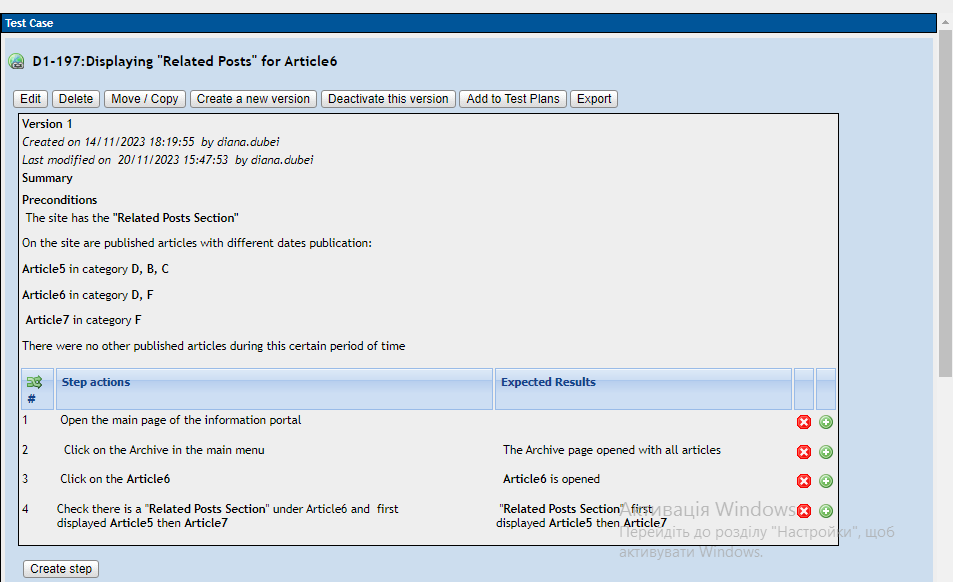 Test Case
D1-197:Displaying "Related Posts" for Article6
Edit Delete Move / Copy Create a new version Deactivate this version Add to Test Plans Export
Version 1
Created on 14/11/2023 18:19:55 by diana.dubei
Last modified on 20/11/2023 15:47:53 by diana.dubei
Summary
Preconditions
The site has the "Related Posts Section"
On the site are published articles with different dates publication:
Article5 in category D, B, C
Article6 in category D, F
Article7 in category F
There were no other published articles during this certain period of time
# Step actions Expected Results
1 Open the main page of the information portal
2 Click on the Archive in the main menu The Archive page opened with all articles
3 Click on the Article6 Article6 is opened
4 Check there is a "Related Posts Section" under Article6 and first "Related Posts Section" first
displayed Article5 then Article7 displayed Article5 then Article7
Активація Windows
Перейдіть до розділу "Настройки", щоб
активувати Windows.
Create step